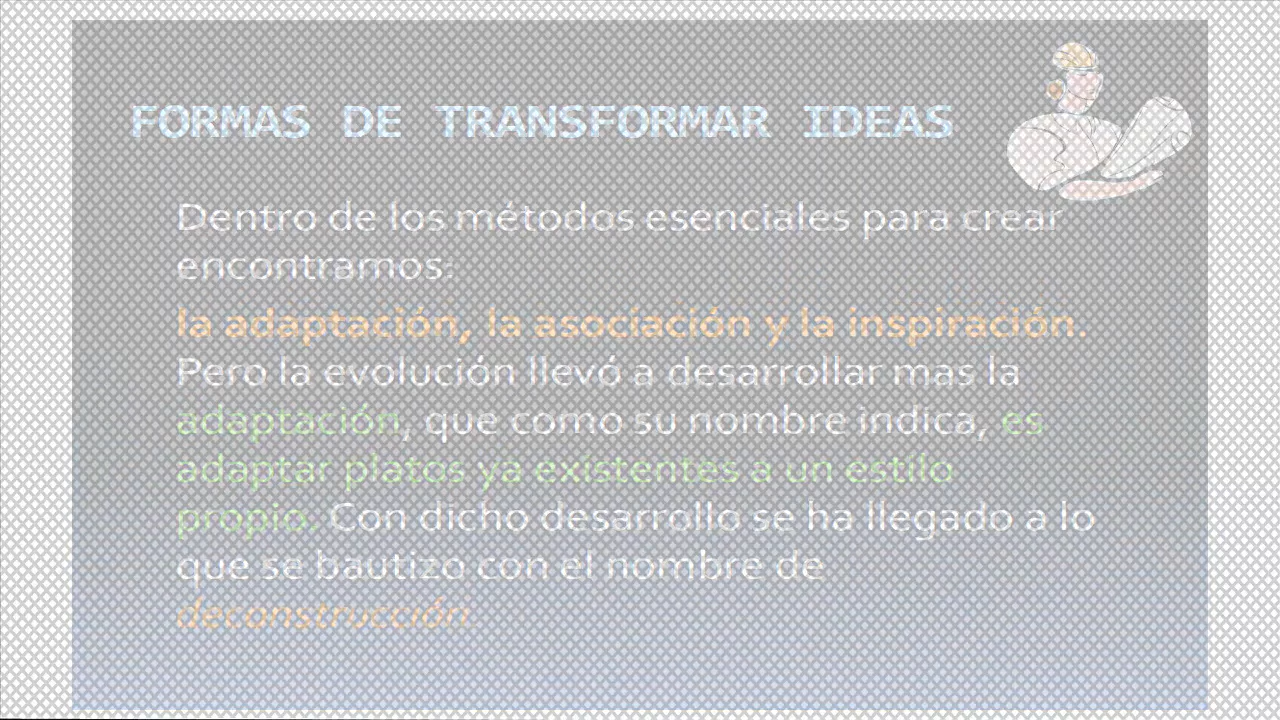 FORMAS DE TRANSFORMAR IDEAS
Dentro de los métodos esenciales para crear
encontramos:
la adaptación, la asociación y la inspiración.
Pero la evolución llevó a desarrollar mas la
adaptación, que como su nombre indica, es
adaptar platos ya existentes a un estilo
propio. Con dicho desarrollo se ha llegado a lo
que se bautizo con el nombre de
deconstrucción.